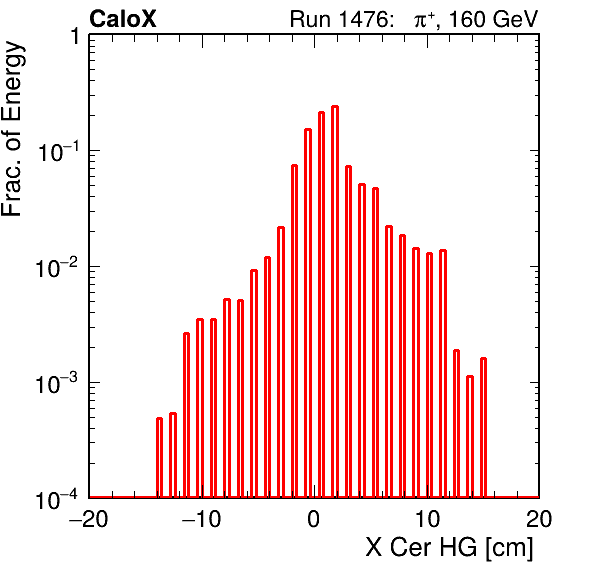 CaloX Run 1476: π⁺, 160 GeV
Frac. of Energy
1
10⁻¹
10⁻²
10⁻³
10⁻⁴
−20 −10 0 10 20
X Cer HG [cm]